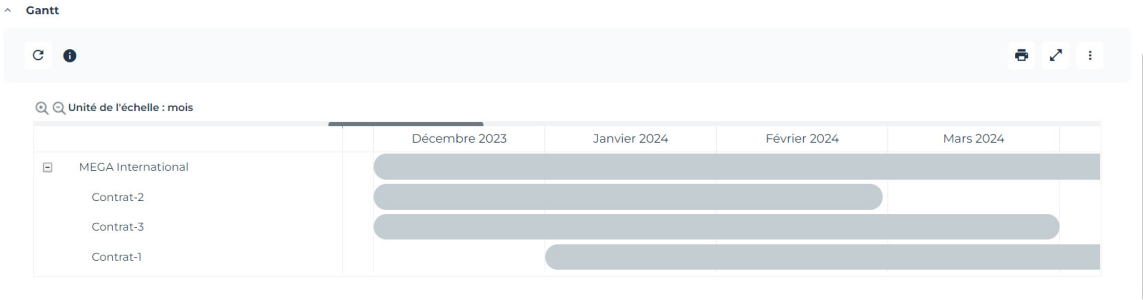 Gantt
Unité de l'échelle : mois
Décembre 2023 Janvier 2024 Février 2024 Mars 2024
MEGA International
Contrat-2
Contrat-3
Contrat-1